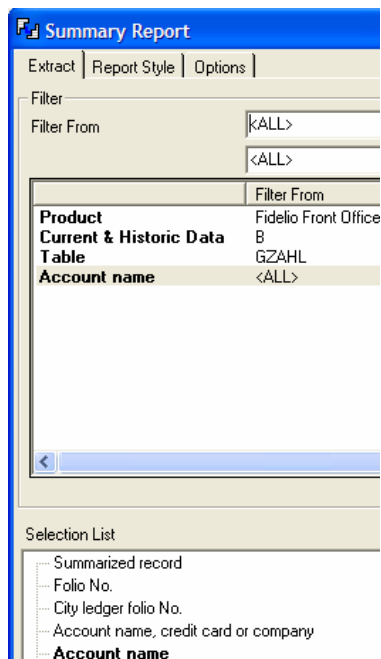 Summary Report
Extract Report Style Options
Filter
Filter From <ALL>
<ALL>
Filter From
Product Fidelio Front Office
Current & Historic Data B
Table GZAHL
Account name <ALL>
Selection List
Summarized record
Folio No.
City ledger folio No.
Account name, credit card or company
Account name